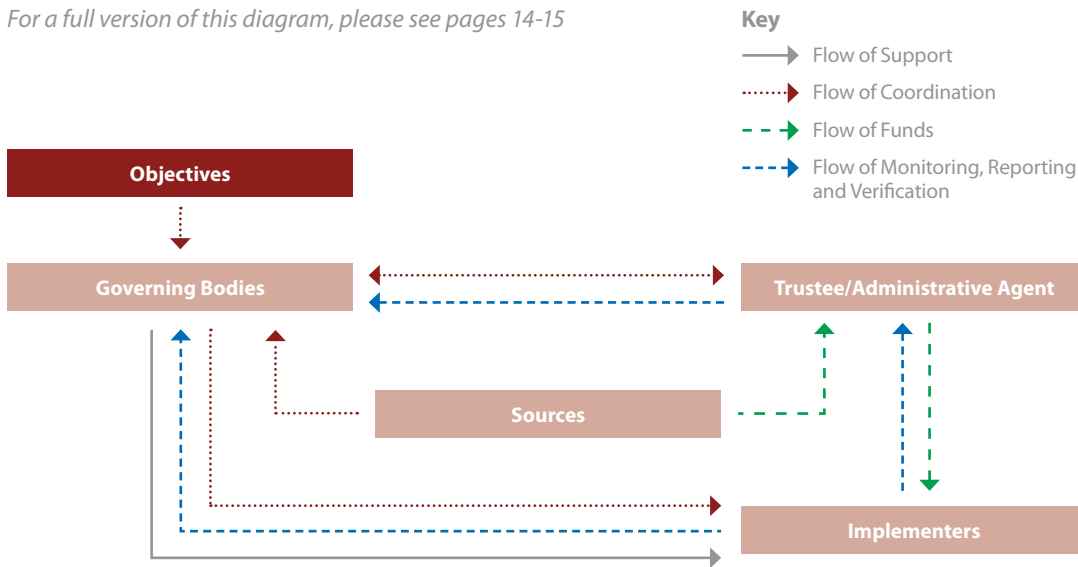 For a full version of this diagram, please see pages 14-15
Key
Flow of Support
Flow of Coordination
Flow of Funds
Flow of Monitoring, Reporting
and Verification
Objectives
Governing Bodies
Trustee/Administrative Agent
Sources
Implementers